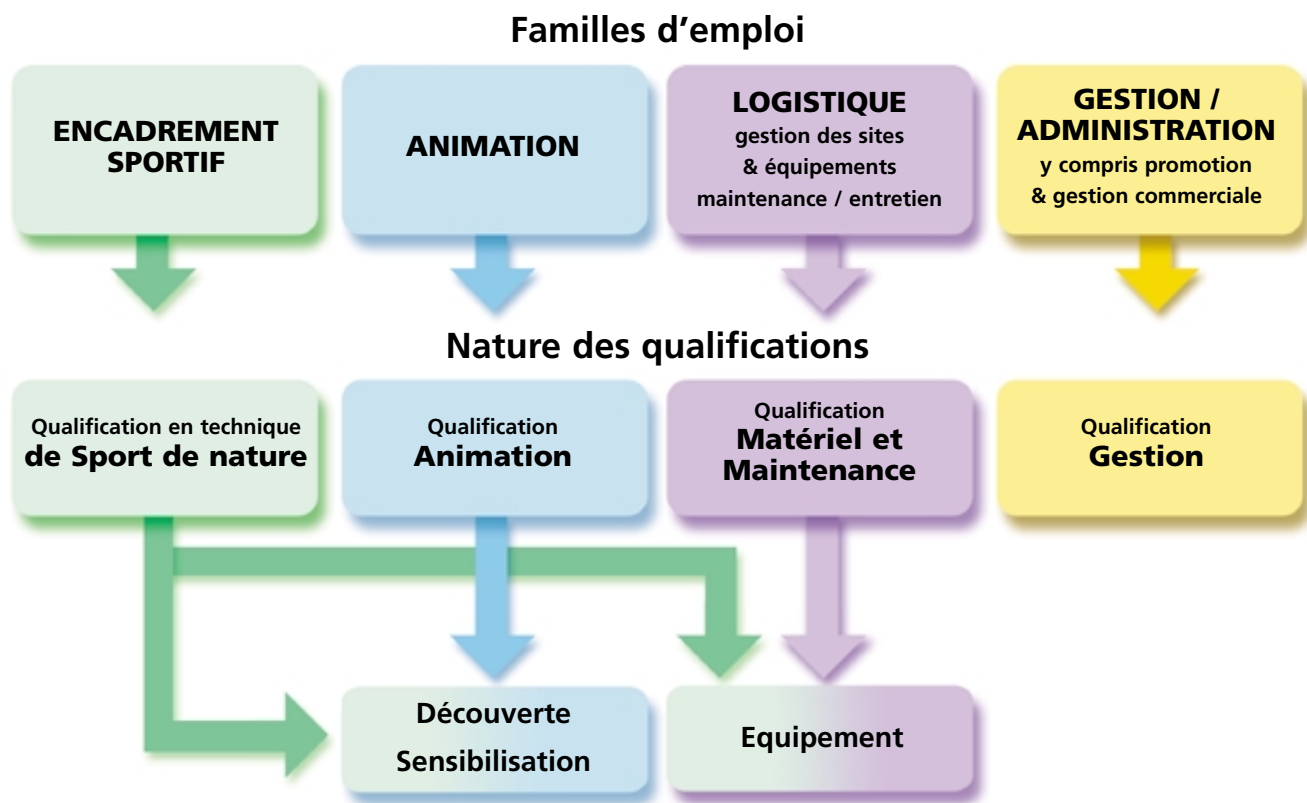 Familles d’emploi
ENCADREMENT
SPORTIF
ANIMATION
LOGISTIQUE
gestion des sites
& équipements
maintenance / entretien
GESTION /
ADMINISTRATION
y compris promotion
& gestion commerciale
Nature des qualifications
Qualification en technique
de Sport de nature
Qualification
Animation
Qualification
Matériel et
Maintenance
Qualification
Gestion
Découverte
Sensibilisation
Equipement